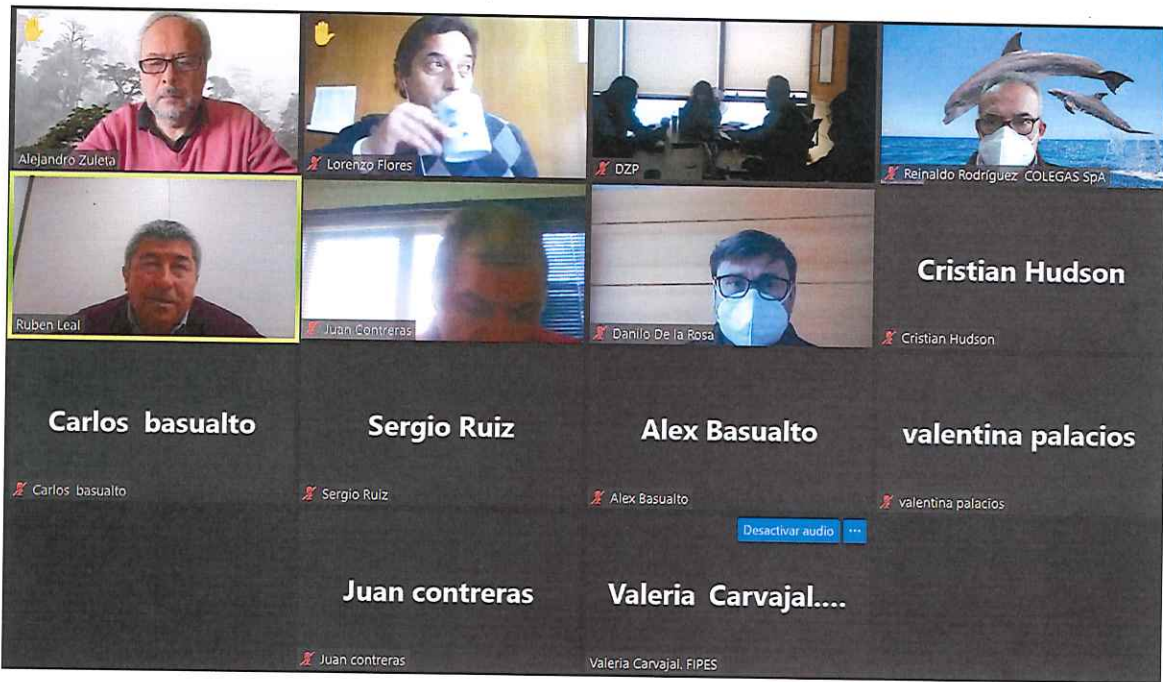 Alejandro Zuleta
Lorenzo Flores
DZP
Reinaldo Rodríguez COLEGAS SpA
Ruben Leal
Juan Contreras
Danilo De la Rosa
Cristian Hudson
Cristian Hudson
Carlos basualto
Carlos basualto
Sergio Ruiz
Sergio Ruiz
Alex Basualto
Alex Basualto
valentina palacios
valentina palacios
Juan contreras
Juan contreras
Desactivar audio ...
Valeria Carvajal....
Valeria Carvajal. FIPES